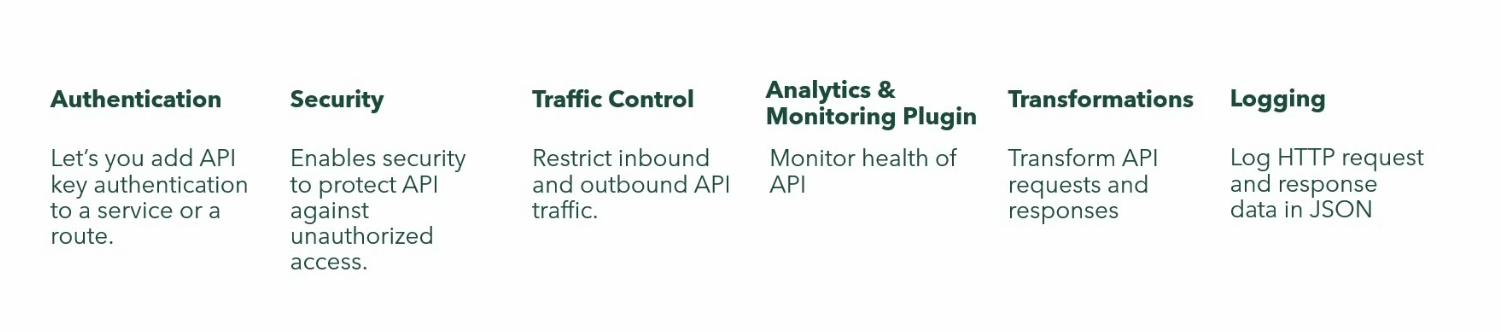 Authentication
Let's you add API
key authentication
to a service or a
route.
Security
Enables security
to protect API
against
unauthorized
access.
Traffic Control
Restrict inbound
and outbound API
traffic.
Analytics &
Monitoring Plugin
Monitor health of
API
Transformations
Transform API
requests and
responses
Logging
Log HTTP request
and response
data in JSON